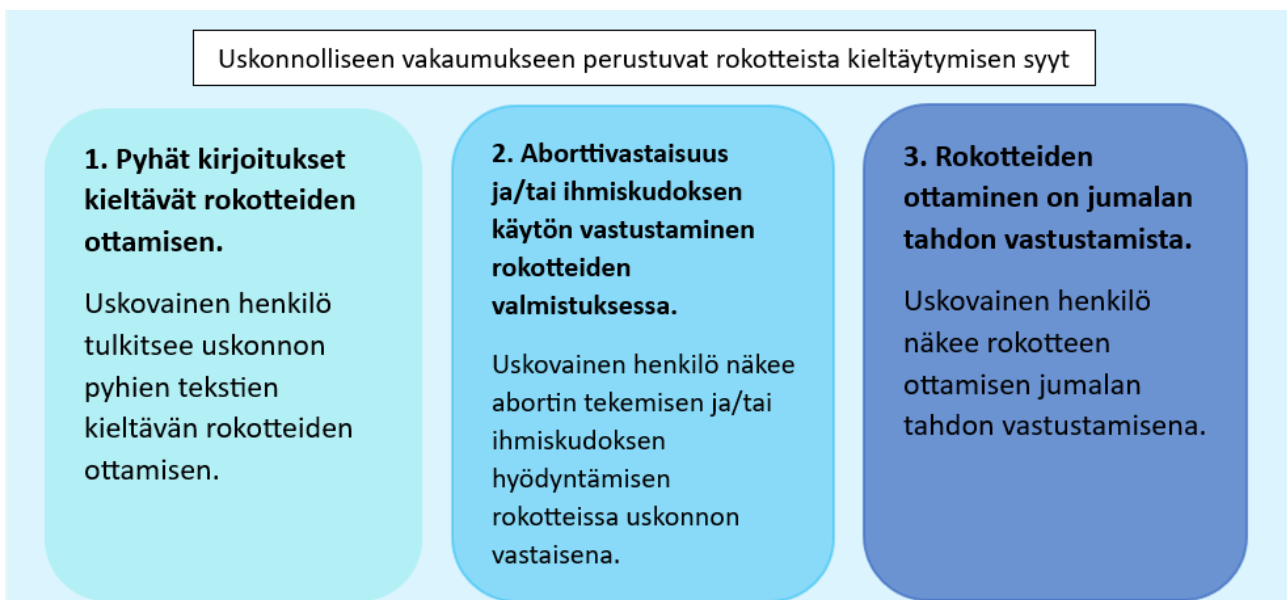 Uskonnolliseen vakaumukseen perustuvat rokotteista kieltäytymisen syyt
1. Pyhät kirjoitukset
kieltävät rokotteiden
ottamisen.
Uskovainen henkilö
tulkitsee uskonnon
pyhien tekstien
kieltävän rokotteiden
ottamisen.
2. Aborttivastaisuus
ja/tai ihmiskudoksen
käytön vastustaminen
rokotteiden
valmistuksessa.
Uskovainen henkilö näkee
abortin tekemisen ja/tai
ihmiskudoksen
hyödyntämisen
rokotteissa uskonnon
vastaisena.
3. Rokotteiden
ottaminen on jumalan
tahdon vastustamista.
Uskovainen henkilö
näkee rokotteen
ottamisen jumalan
tahdon vastustamisena.